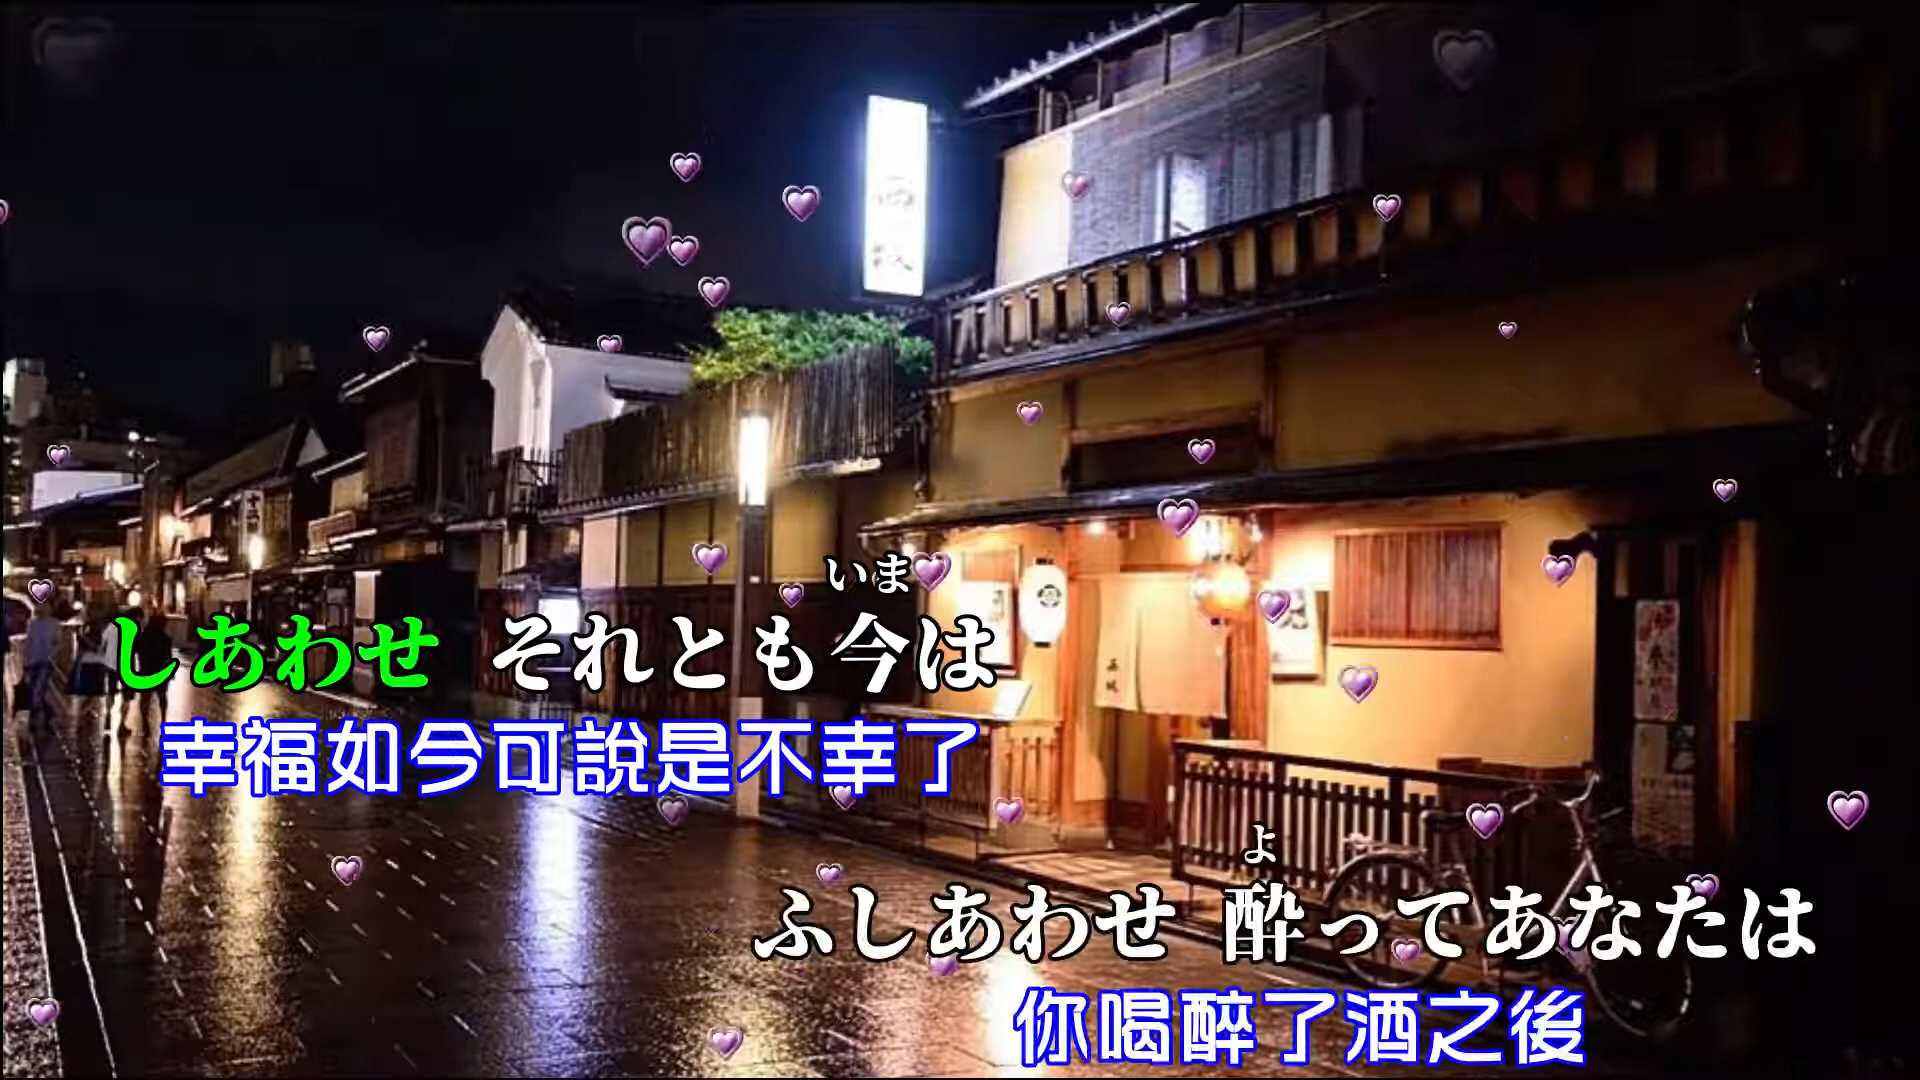 いま
しあわせ それとも今は
幸福如今可說是不幸了
よ
ふしあわせ 酔ってあなたは
你喝醉了酒之後